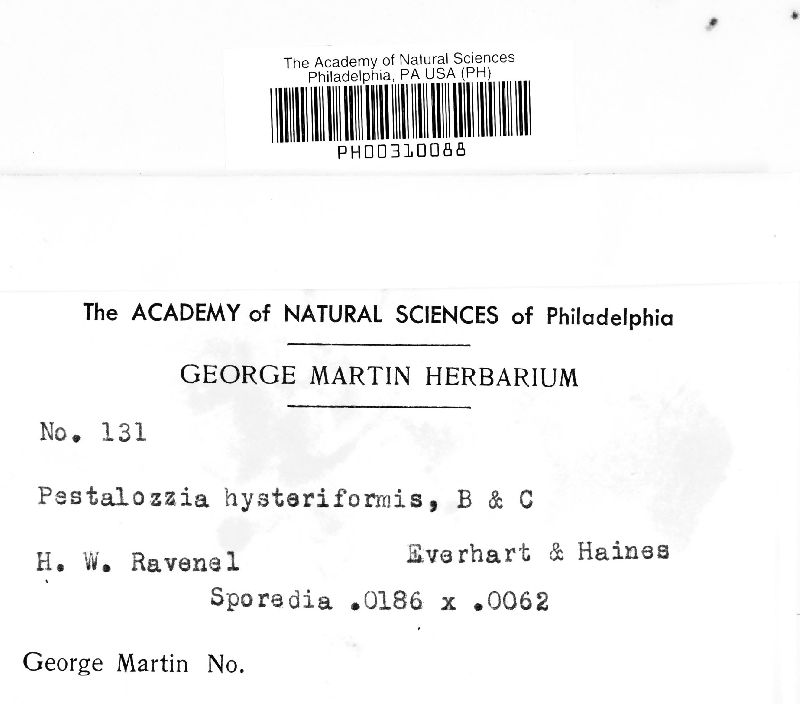 The Academy of Natural Sciences
Philadelphia, PA USA (PH)
PH00310088
The ACADEMY of NATURAL SCIENCES of Philadelphia
GEORGE MARTIN HERBARIUM
No. 131
Pestalozzia hysteriformis, B & C
H. W. Ravenel Everhart & Haines
Sporedia .0186 x .0062
George Martin No.